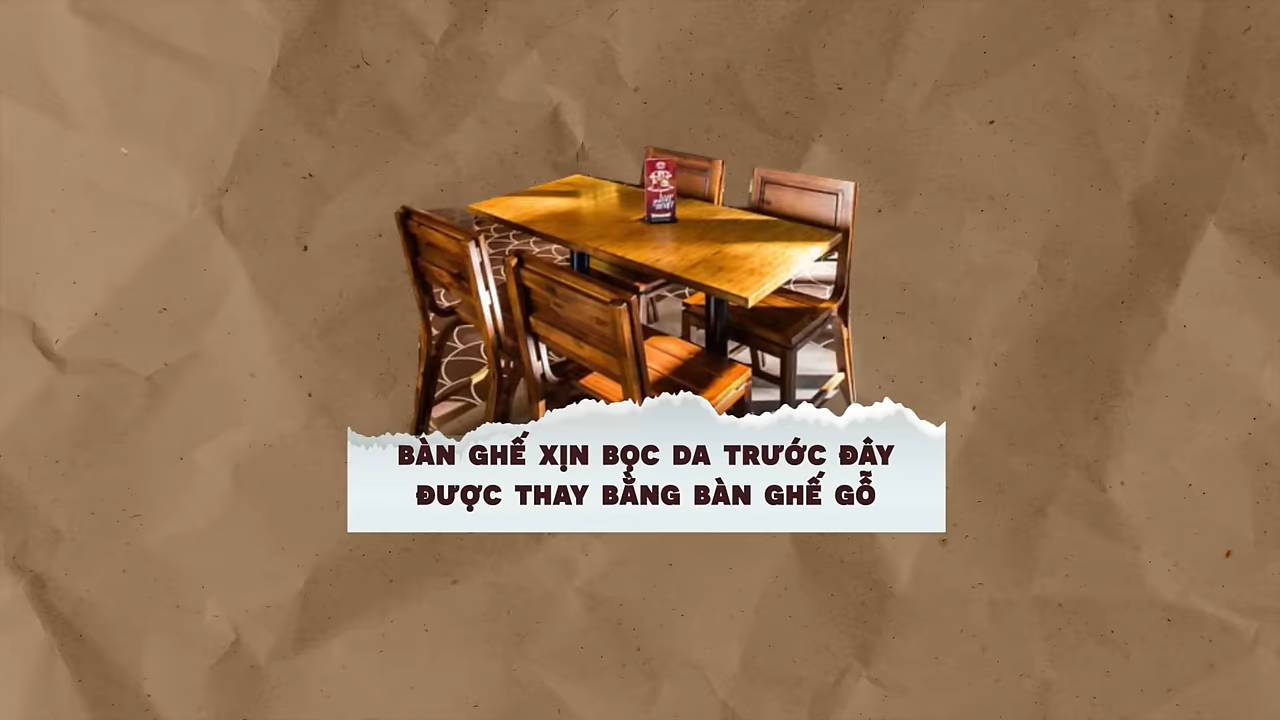 BÀN GHẾ XỊN BỌC DA TRƯỚC ĐÂY
ĐƯỢC THAY BẰNG BÀN GHẾ GỖ